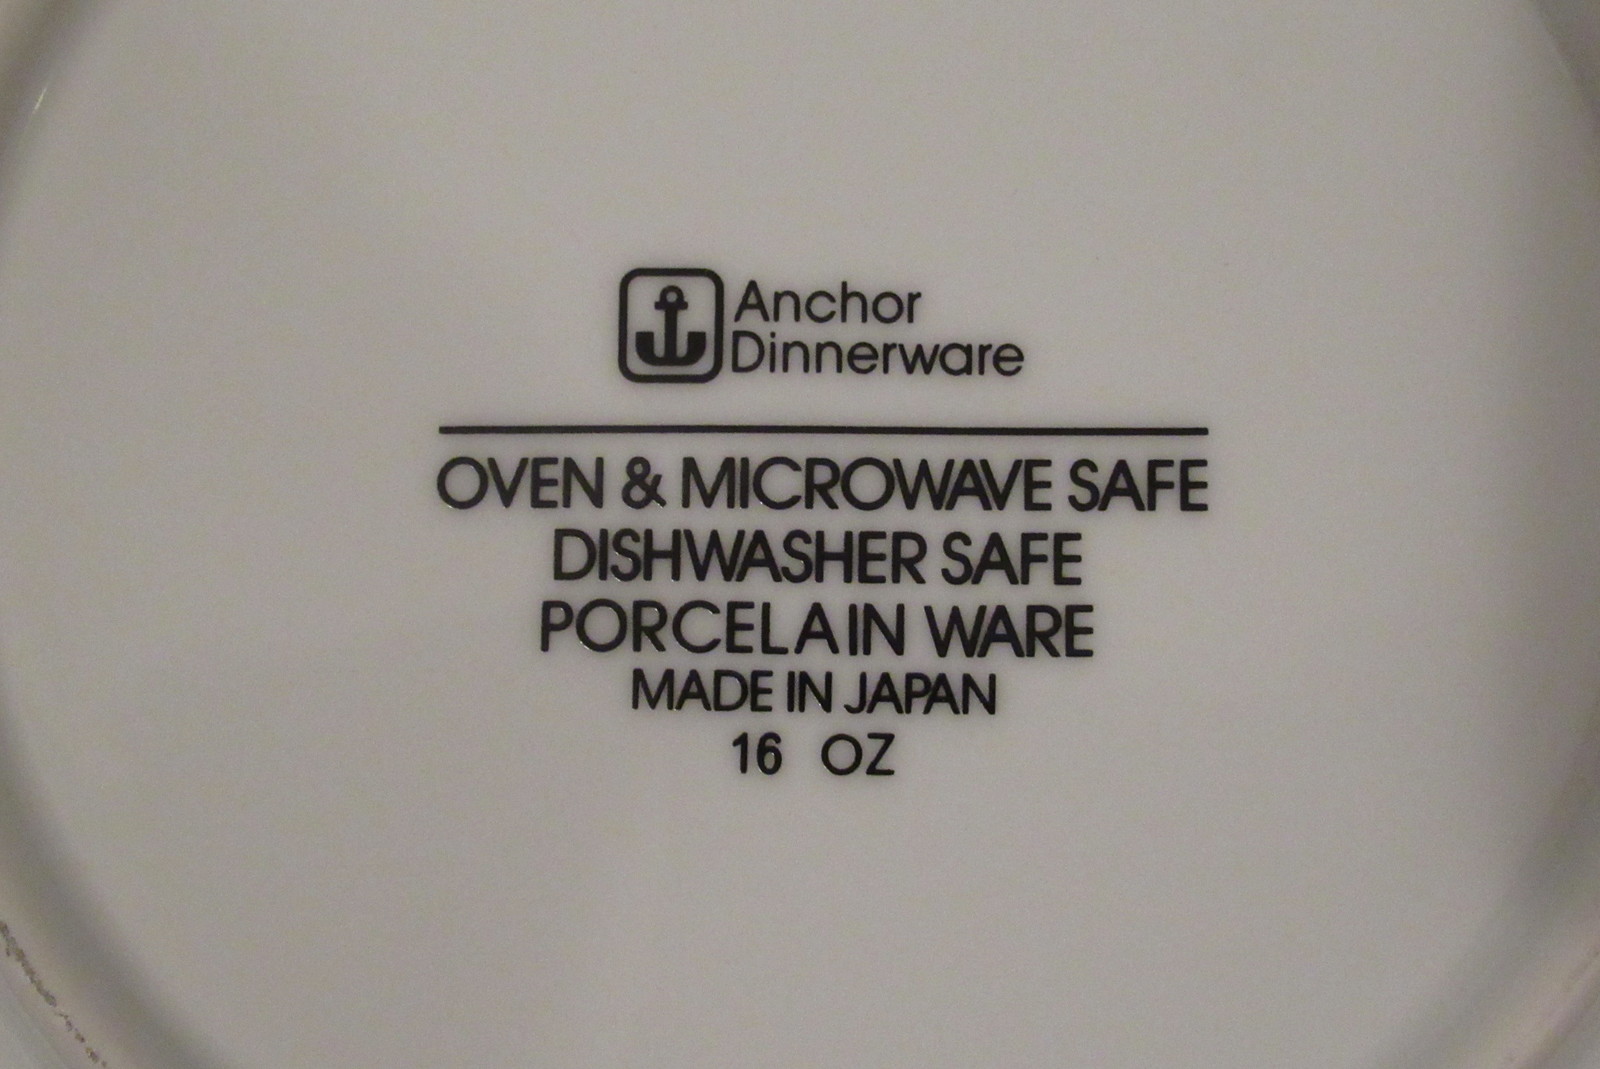 Anchor
Dinnerware
OVEN & MICROWAVE SAFE
DISHWASHER SAFE
PORCELAIN WARE
MADE IN JAPAN
16 OZ